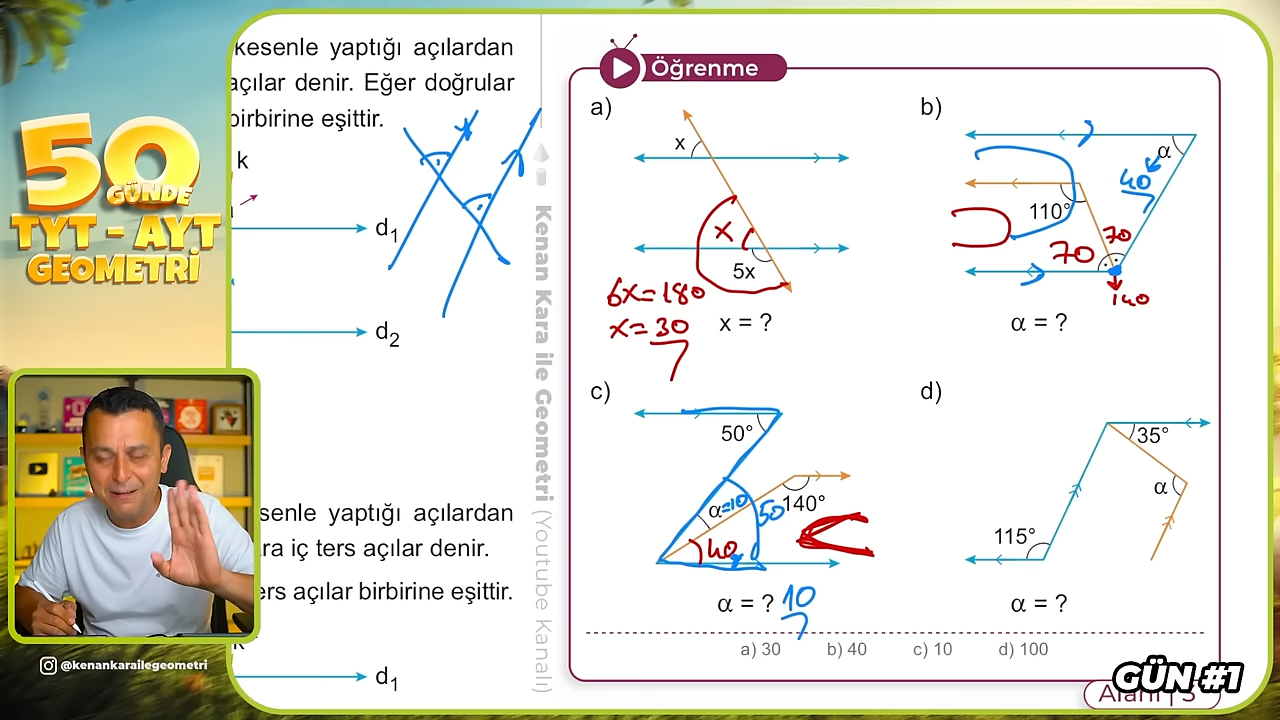 50
GÜNDE
TYT - AYT
GEOMETRİ
kesenle yaptığı açılardan
açılar denir. Eğer doğrular
birbirine eşittir.
k
d1
d2
senle yaptığı açılardan
ara iç ters açılar denir.
ters açılar birbirine eşittir.
d1
@kenankarailegeometri
Kenan Kara ile Geometri (Youtube Kanalı)
Öğrenme
a)
x
x
5x
6x=180
x=30
x = ?
b)
α
40
110°
70
70
140
α = ?
c)
50°
α=10
50
140°
40
α = ? 10
d)
35°
α
115°
α = ?
a) 30 b) 40 c) 10 d) 100
GÜN #1